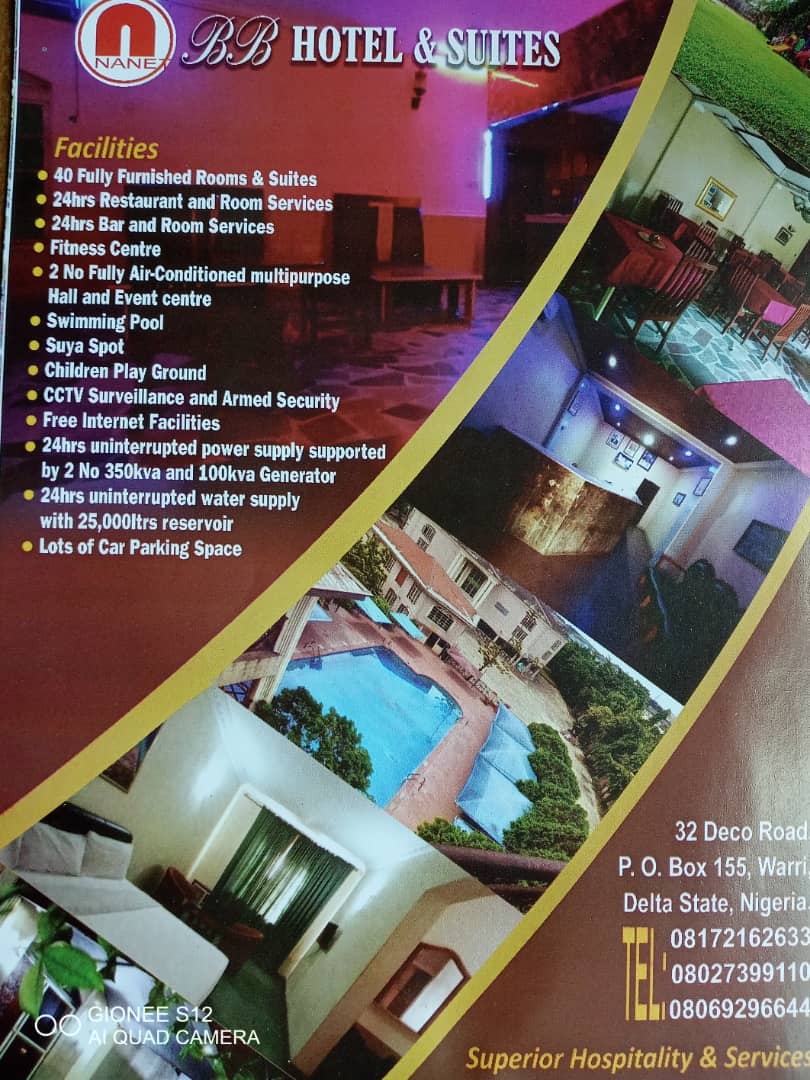 NANET
BB HOTEL & SUITES
Facilities
• 40 Fully Furnished Rooms & Suites
• 24hrs Restaurant and Room Services
• 24hrs Bar and Room Services
• Fitness Centre
• 2 No Fully Air-Conditioned multipurpose
Hall and Event centre
• Swimming Pool
• Suya Spot
• Children Play Ground
• CCTV Surveillance and Armed Security
• Free Internet Facilities
• 24hrs uninterrupted power supply supported
by 2 No 350kva and 100kva Generator
• 24hrs uninterrupted water supply
with 25,000ltrs reservoir
• Lots of Car Parking Space
32 Deco Road
P. O. Box 155, Warri,
Delta State, Nigeria.
TEL: 08172162633
08027399110
08069296644
Superior Hospitality & Services
GIONEE S12
AI QUAD CAMERA